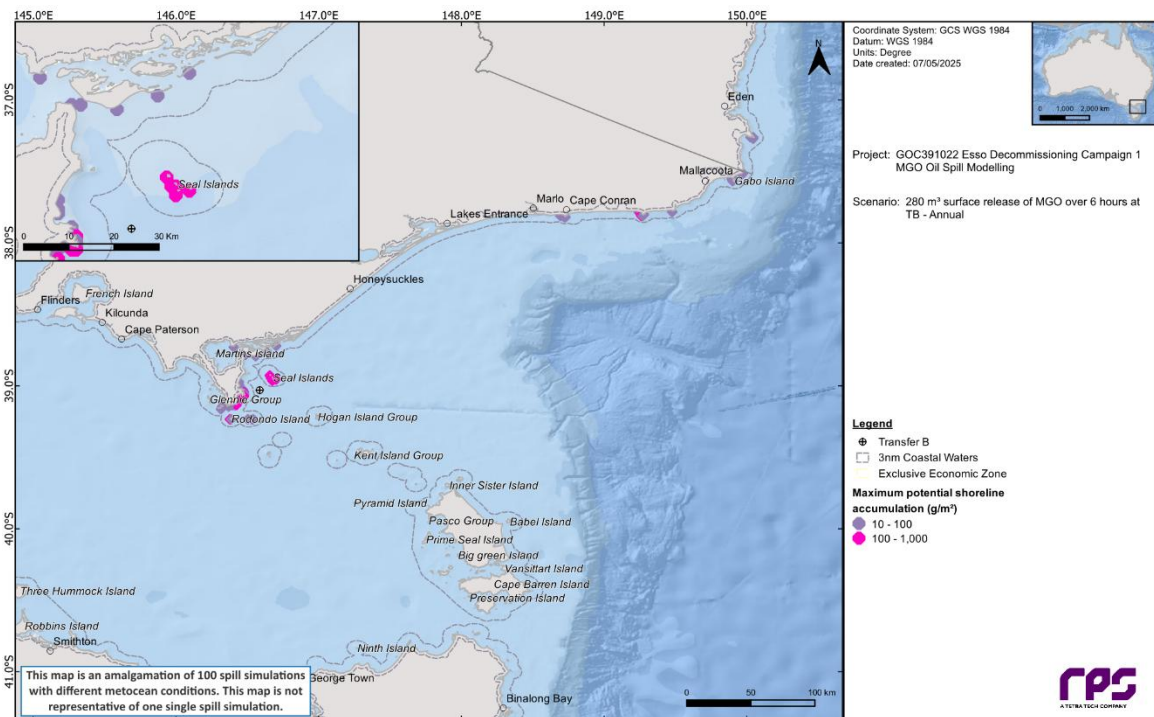 145.0°E
146.0°E
147.0°E
148.0°E
149.0°E
150.0°E
37.0°S
38.0°S
39.0°S
40.0°S
41.0°S
Seal Islands
0 10 20 30 Km
N
Eden
Mallacoota
Gabo Island
Marlo
Cape Conran
Lakes Entrance
Honeysuckles
French Island
Flinders
Kilcunda
Cape Paterson
Martins Island
Seal Islands
Glennie Group
Rodondo Island
Hogan Island Group
Kent Island Group
Inner Sister Island
Pyramid Island
Pasco Group
Babel Island
Prime Seal Island
Big green Island
Vansittart Island
Cape Barren Island
Preservation Island
Three Hummock Island
Robbins Island
Smithton
Ninth Island
George Town
Binalong Bay
This map is an amalgamation of 100 spill simulations
with different metocean conditions. This map is not
representative of one single spill simulation.
0 50 100 km
Coordinate System: GCS WGS 1984
Datum: WGS 1984
Units: Degree
Date created: 07/05/2025
0 1,000 2,000 km
Project: GOC391022 Esso Decommissioning Campaign 1
MGO Oil Spill Modelling
Scenario: 280 m³ surface release of MGO over 6 hours at
TB - Annual
Legend
Transfer B
3nm Coastal Waters
Exclusive Economic Zone
Maximum potential shoreline
accumulation (g/m²)
10 - 100
100 - 1,000
rps
A TETRA TECH COMPANY